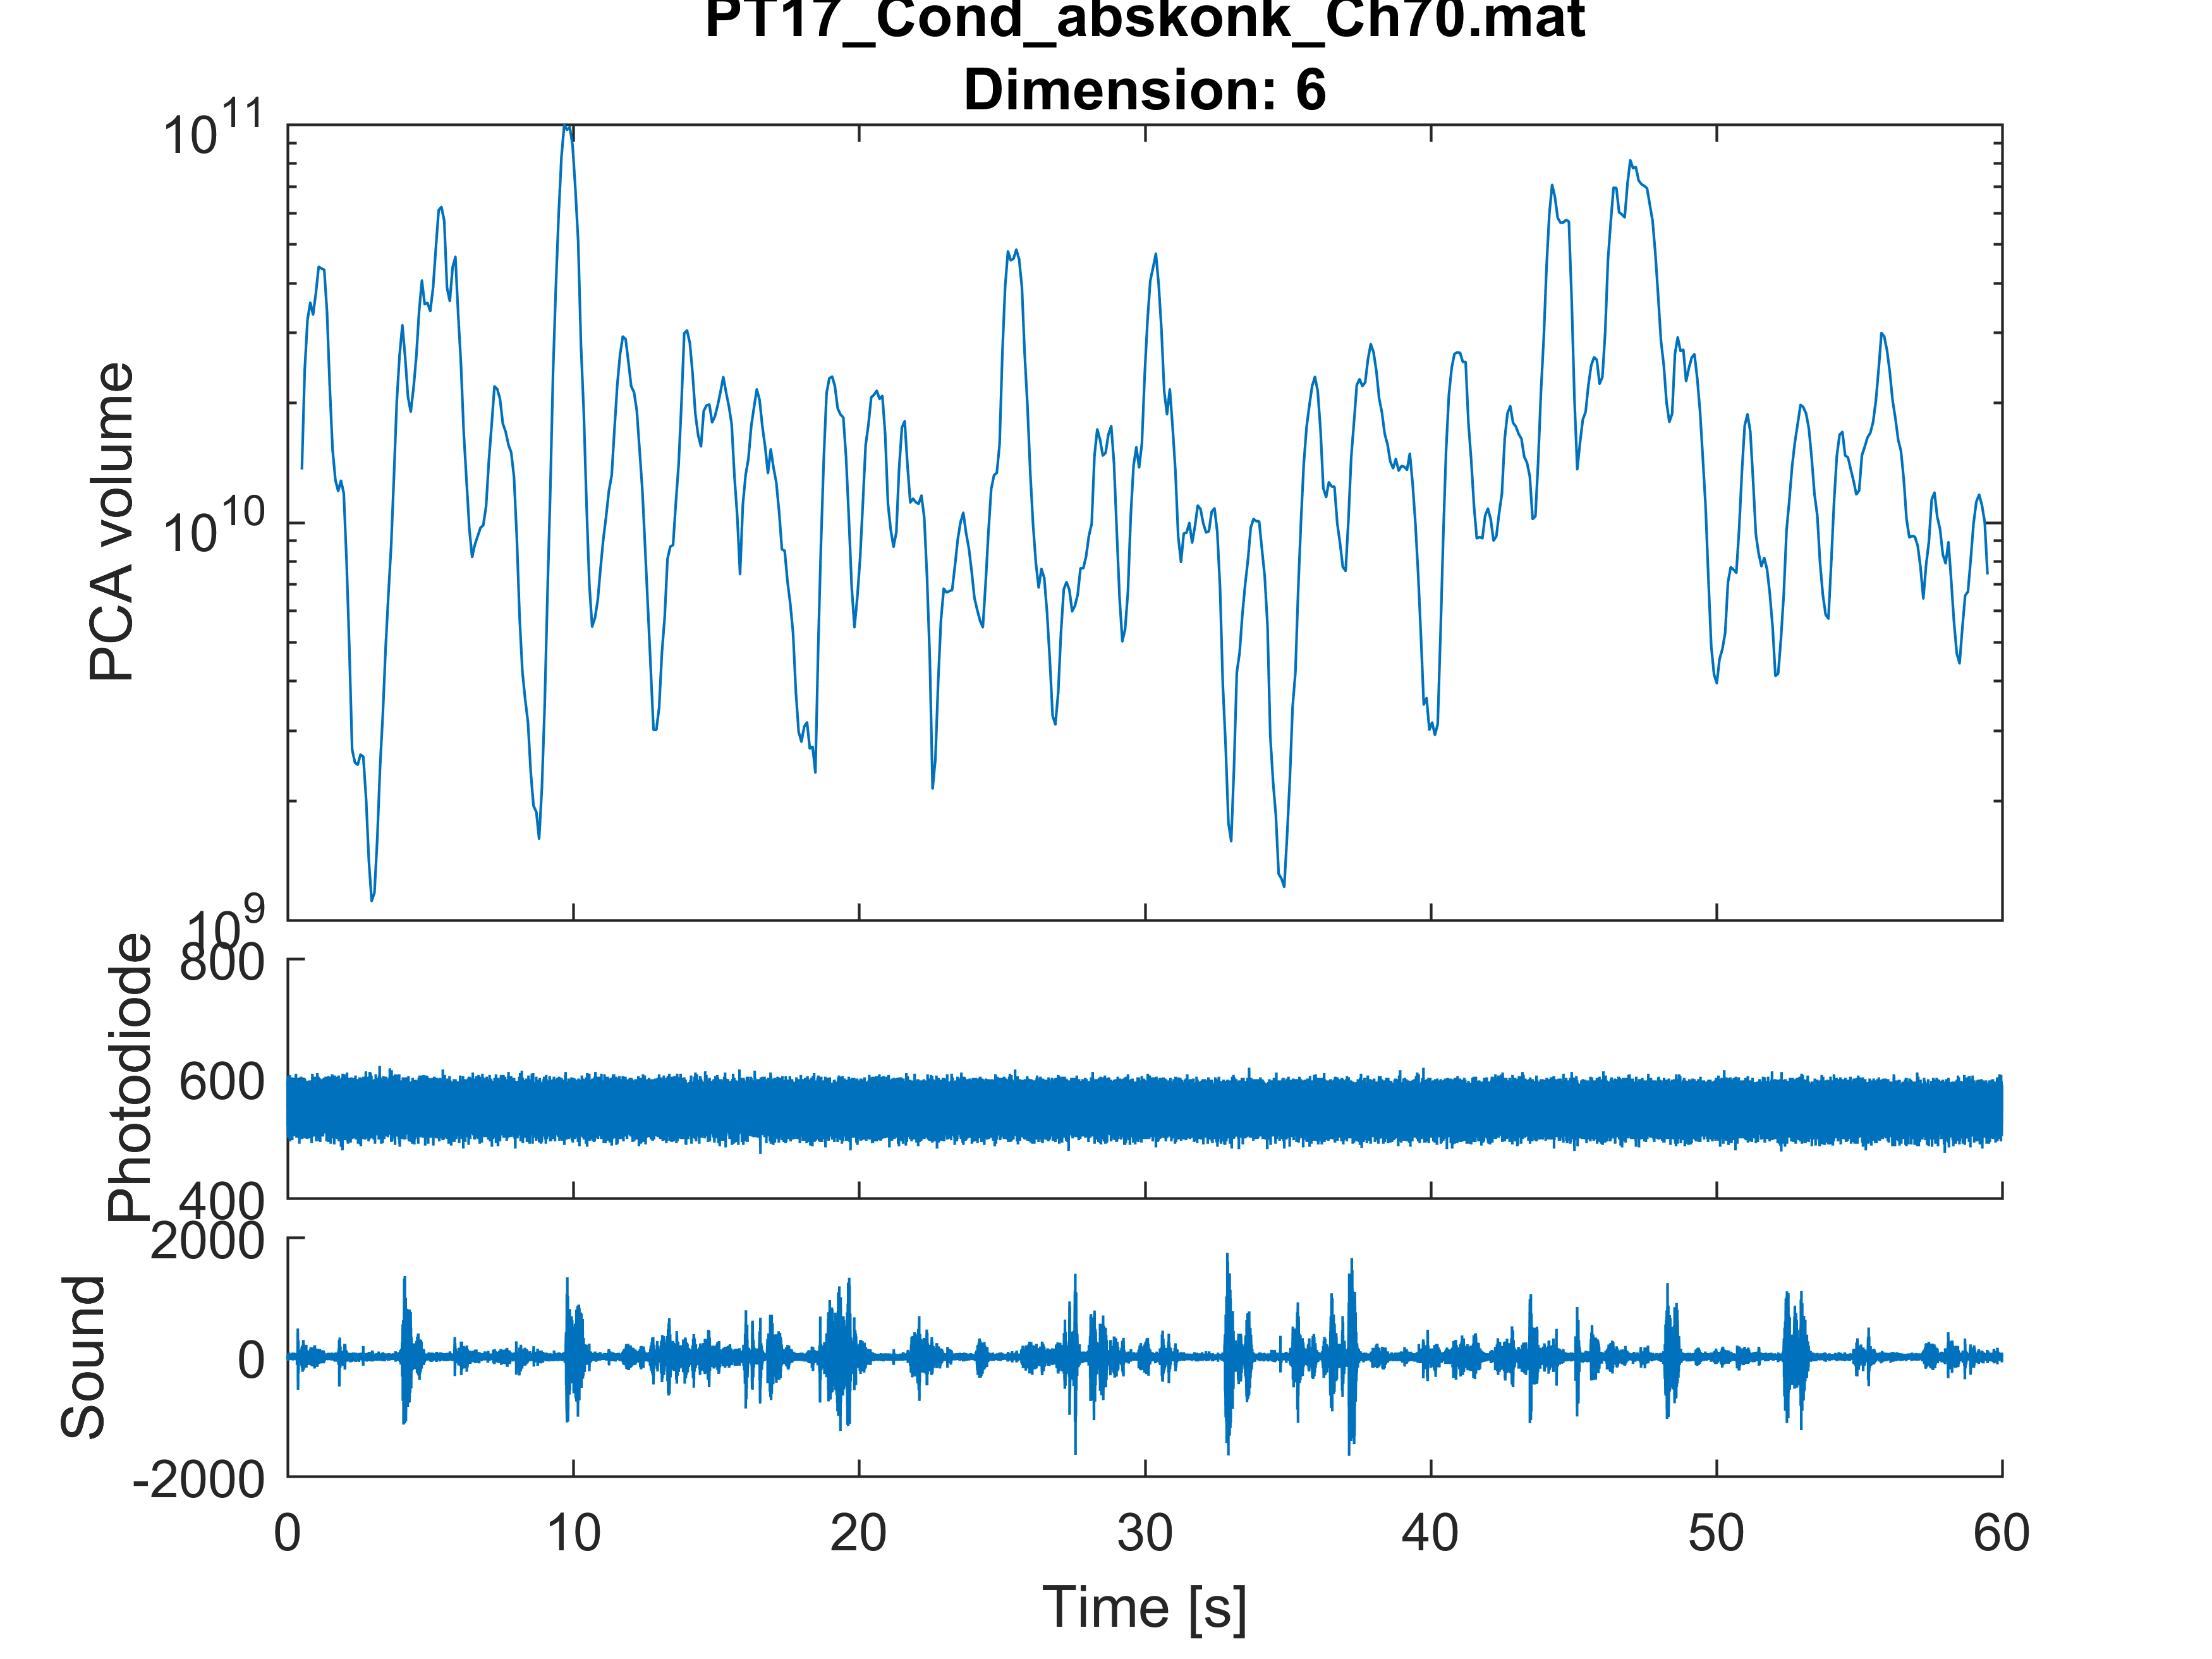 PT17_Cond_abskonk_Ch70.mat
Dimension: 6
10^11
10^10
10^9
PCA volume
800
600
400
Photodiode
2000
0
-2000
Sound
0 10 20 30 40 50 60
Time [s]